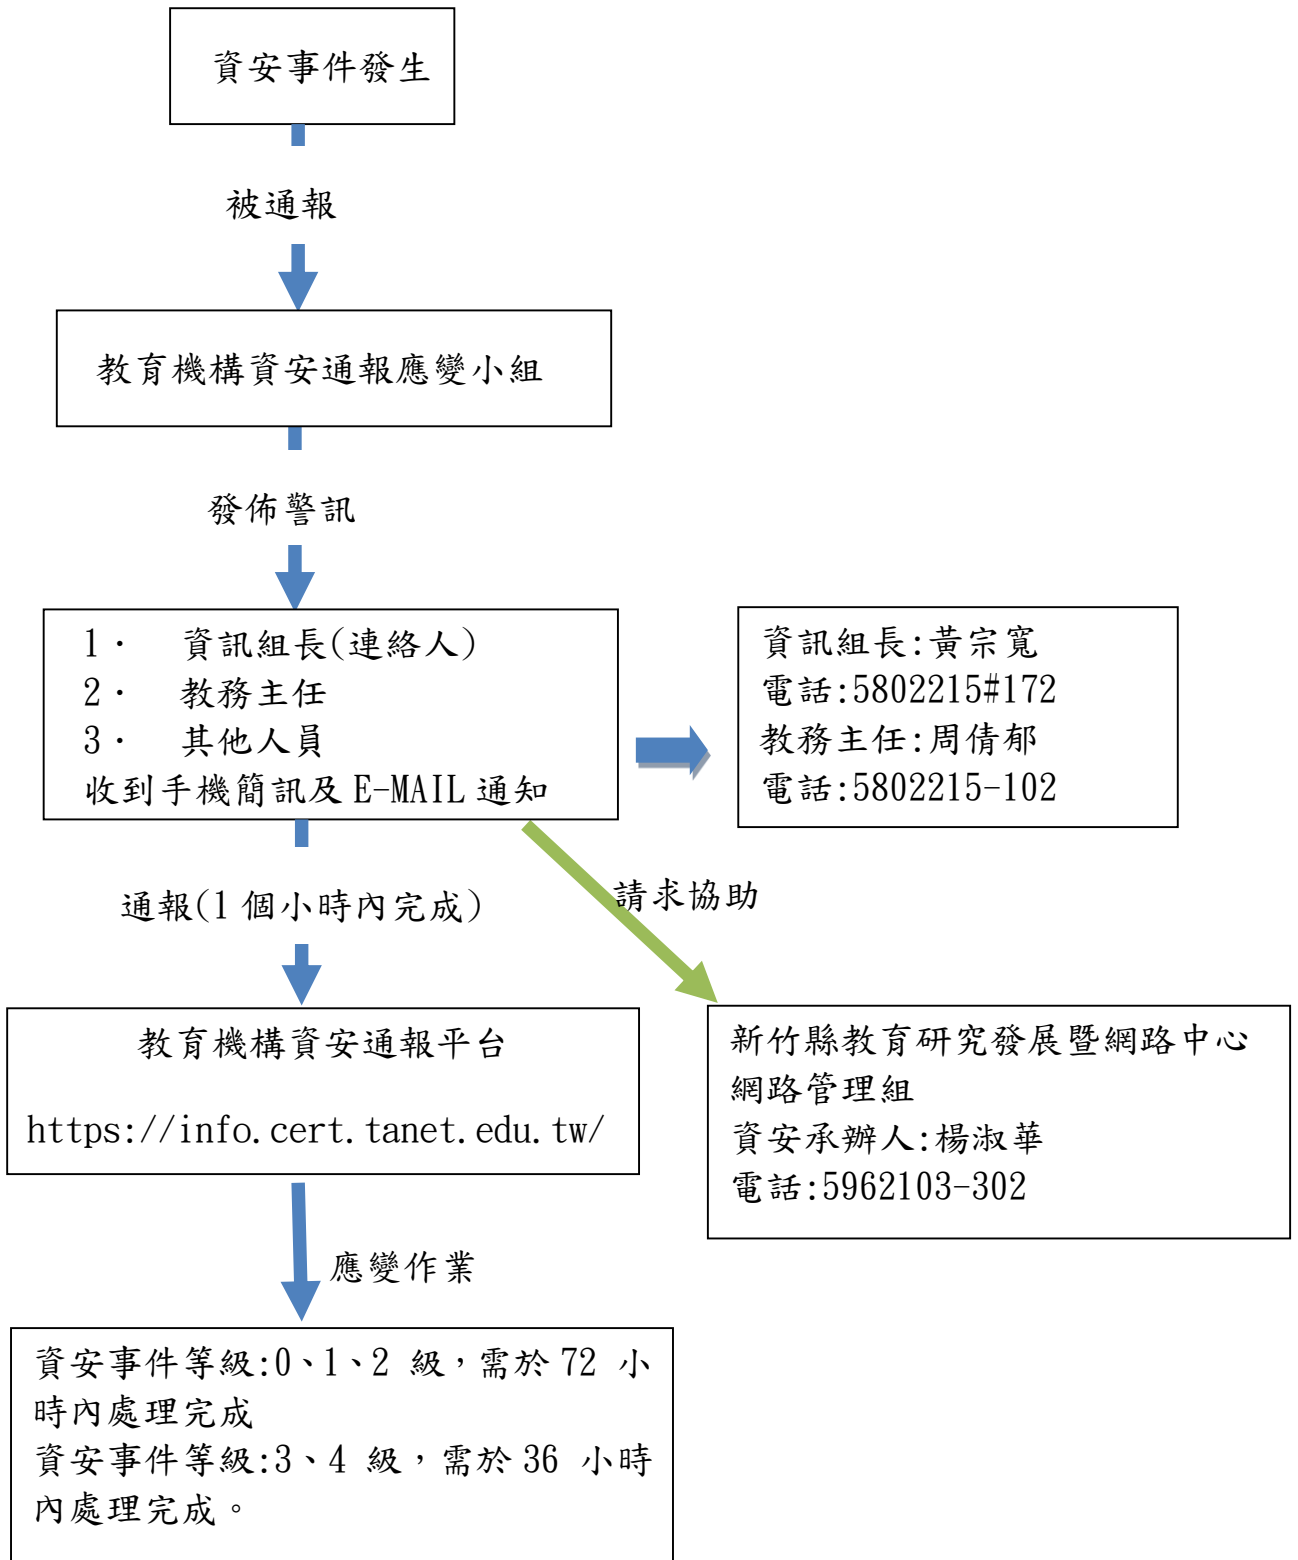 資安事件發生
被通報
教育機構資安通報應變小組
發佈警訊
1. 資訊組長(連絡人)
2. 教務主任
3. 其他人員
收到手機簡訊及 E-MAIL 通知
資訊組長:黃宗寬
電話:5802215#172
教務主任:周倩郁
電話:5802215-102
通報(1 個小時內完成)
請求協助
教育機構資安通報平台
https://info.cert.tanet.edu.tw/
新竹縣教育研究發展暨網路中心
網路管理組
資安承辦人:楊淑華
電話:5962103-302
應變作業
資安事件等級:0、1、2 級，需於 72 小
時內處理完成
資安事件等級:3、4 級，需於 36 小時
內處理完成。